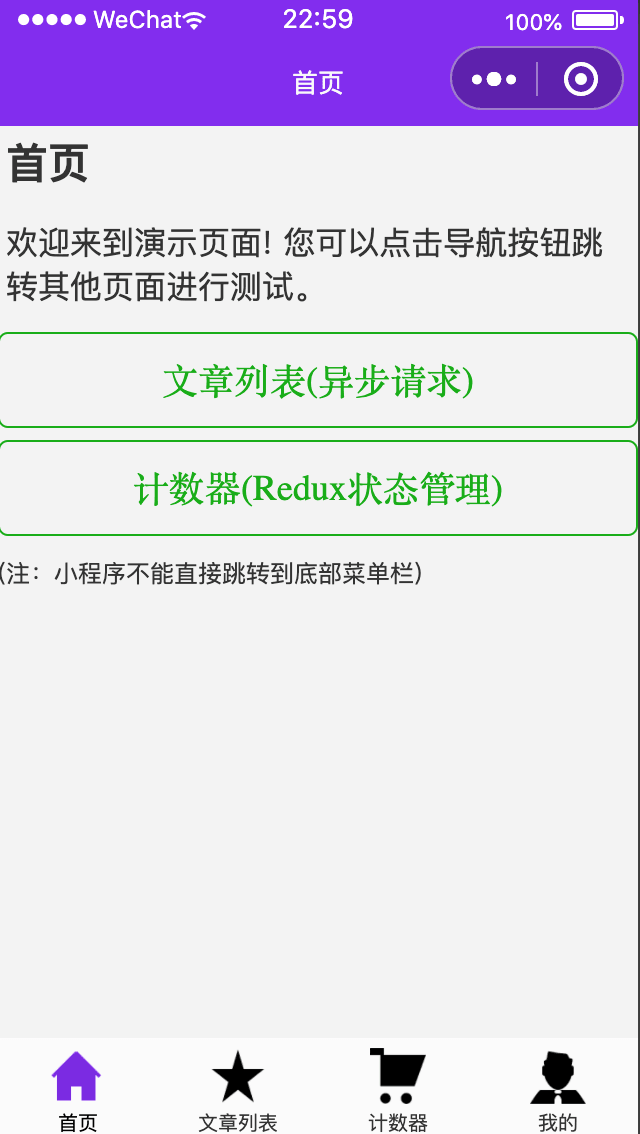 WeChat 22:59 100%
首页
首页
欢迎来到演示页面! 您可以点击导航按钮跳
转其他页面进行测试。
文章列表(异步请求)
计数器(Redux状态管理)
(注：小程序不能直接跳转到底部菜单栏)
首页 文章列表 计数器 我的